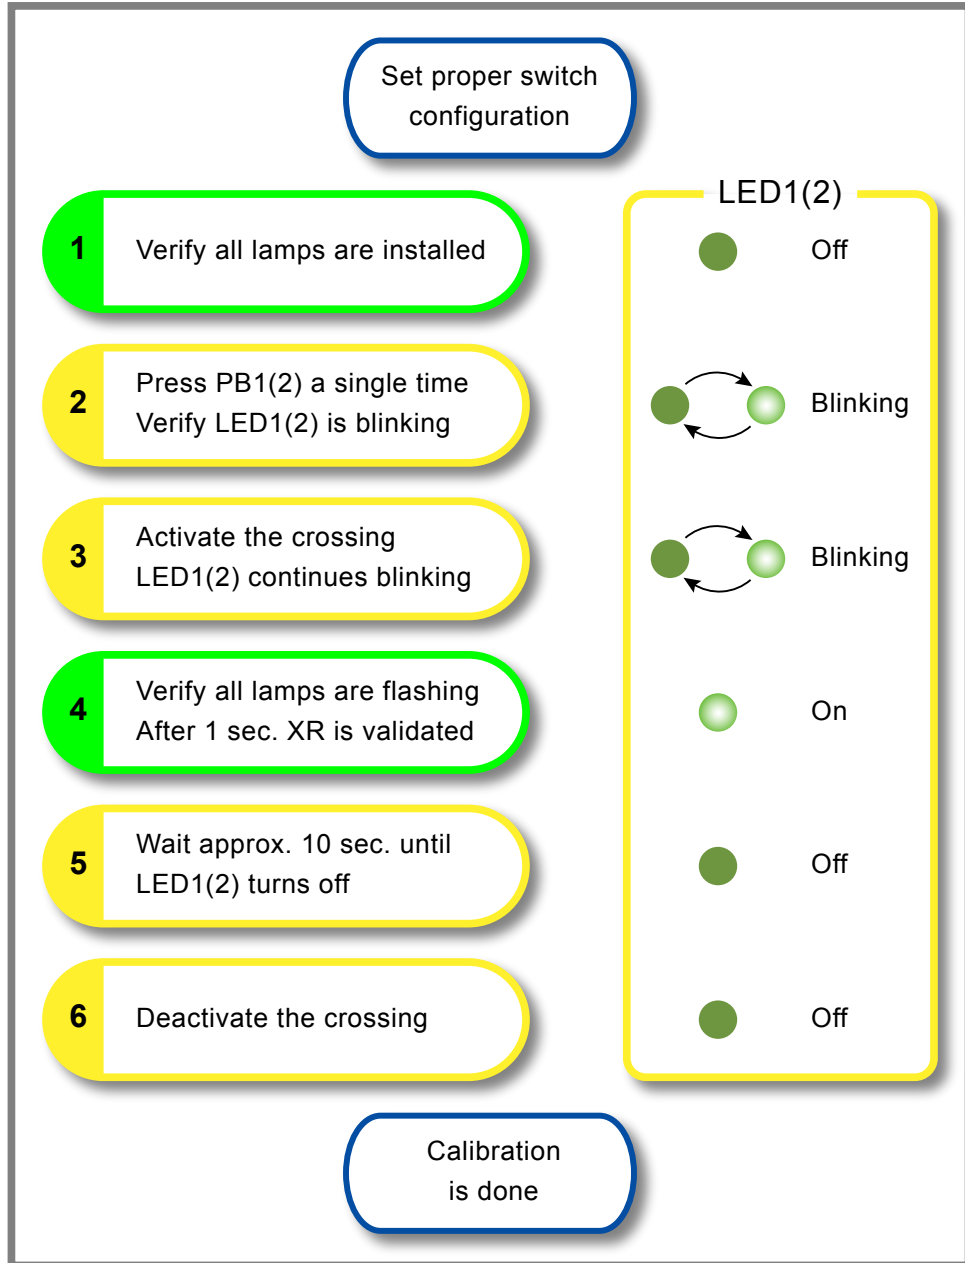 Set proper switch
configuration
LED1(2)
1
Verify all lamps are installed
Off
2
Press PB1(2) a single time
Verify LED1(2) is blinking
Blinking
3
Activate the crossing
LED1(2) continues blinking
Blinking
4
Verify all lamps are flashing
After 1 sec. XR is validated
On
5
Wait approx. 10 sec. until
LED1(2) turns off
Off
6
Deactivate the crossing
Off
Calibration
is done